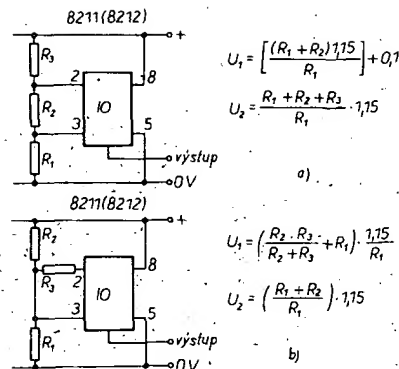 8211(8212)
+
R₃
2
8
R₂
IO
3
5
R₁
výstup
0V
U₁ = [(R₁ + R₂) 1,15 / R₁] + 0,1
U₂ = R₁ + R₂ + R₃ / R₁ · 1,15
a)
8211(8212)
+
R₂
8
R₃
2
IO
3
5
R₁
výstup
0V
U₁ = (R₂ . R₃ / R₂ + R₃ + R₁) · 1,15 / R₁
U₂ = (R₁ + R₂ / R₁) · 1,15
b)